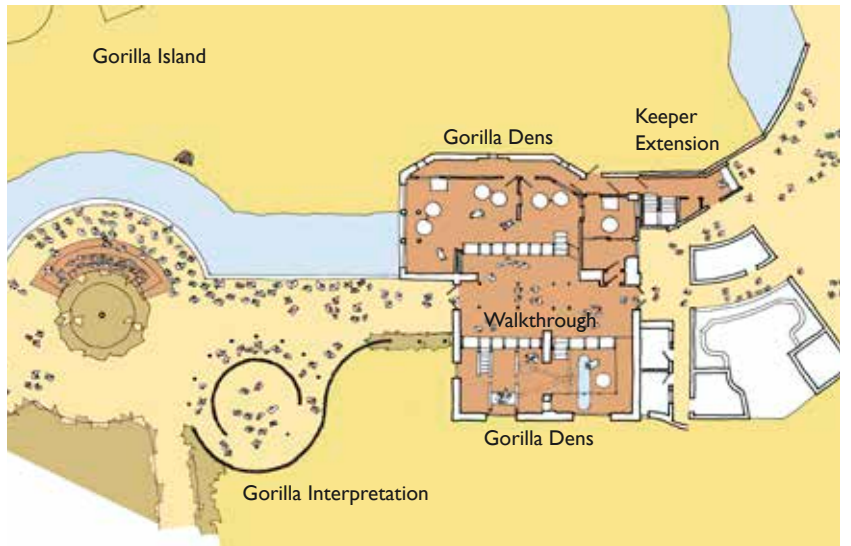 Gorilla Island
Keeper
Extension
Gorilla Dens
Walkthrough
Gorilla Dens
Gorilla Interpretation